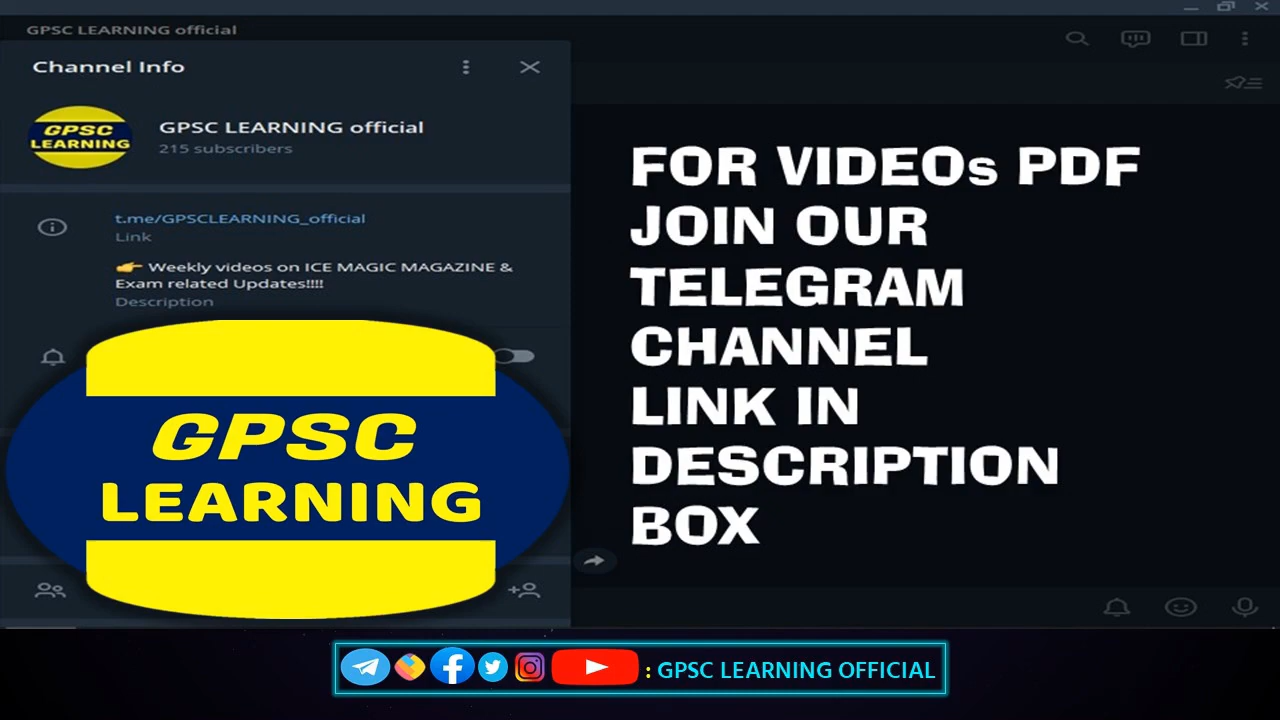 GPSC LEARNING official
Channel Info
GPSC
LEARNING
GPSC LEARNING official
215 subscribers
t.me/GPSCLEARNING_official
Link
👉 Weekly videos on ICE MAGIC MAGAZINE &
Exam related Updates!!!!
Description
GPSC
LEARNING
FOR VIDEOs PDF
JOIN OUR
TELEGRAM
CHANNEL
LINK IN
DESCRIPTION
BOX
: GPSC LEARNING OFFICIAL